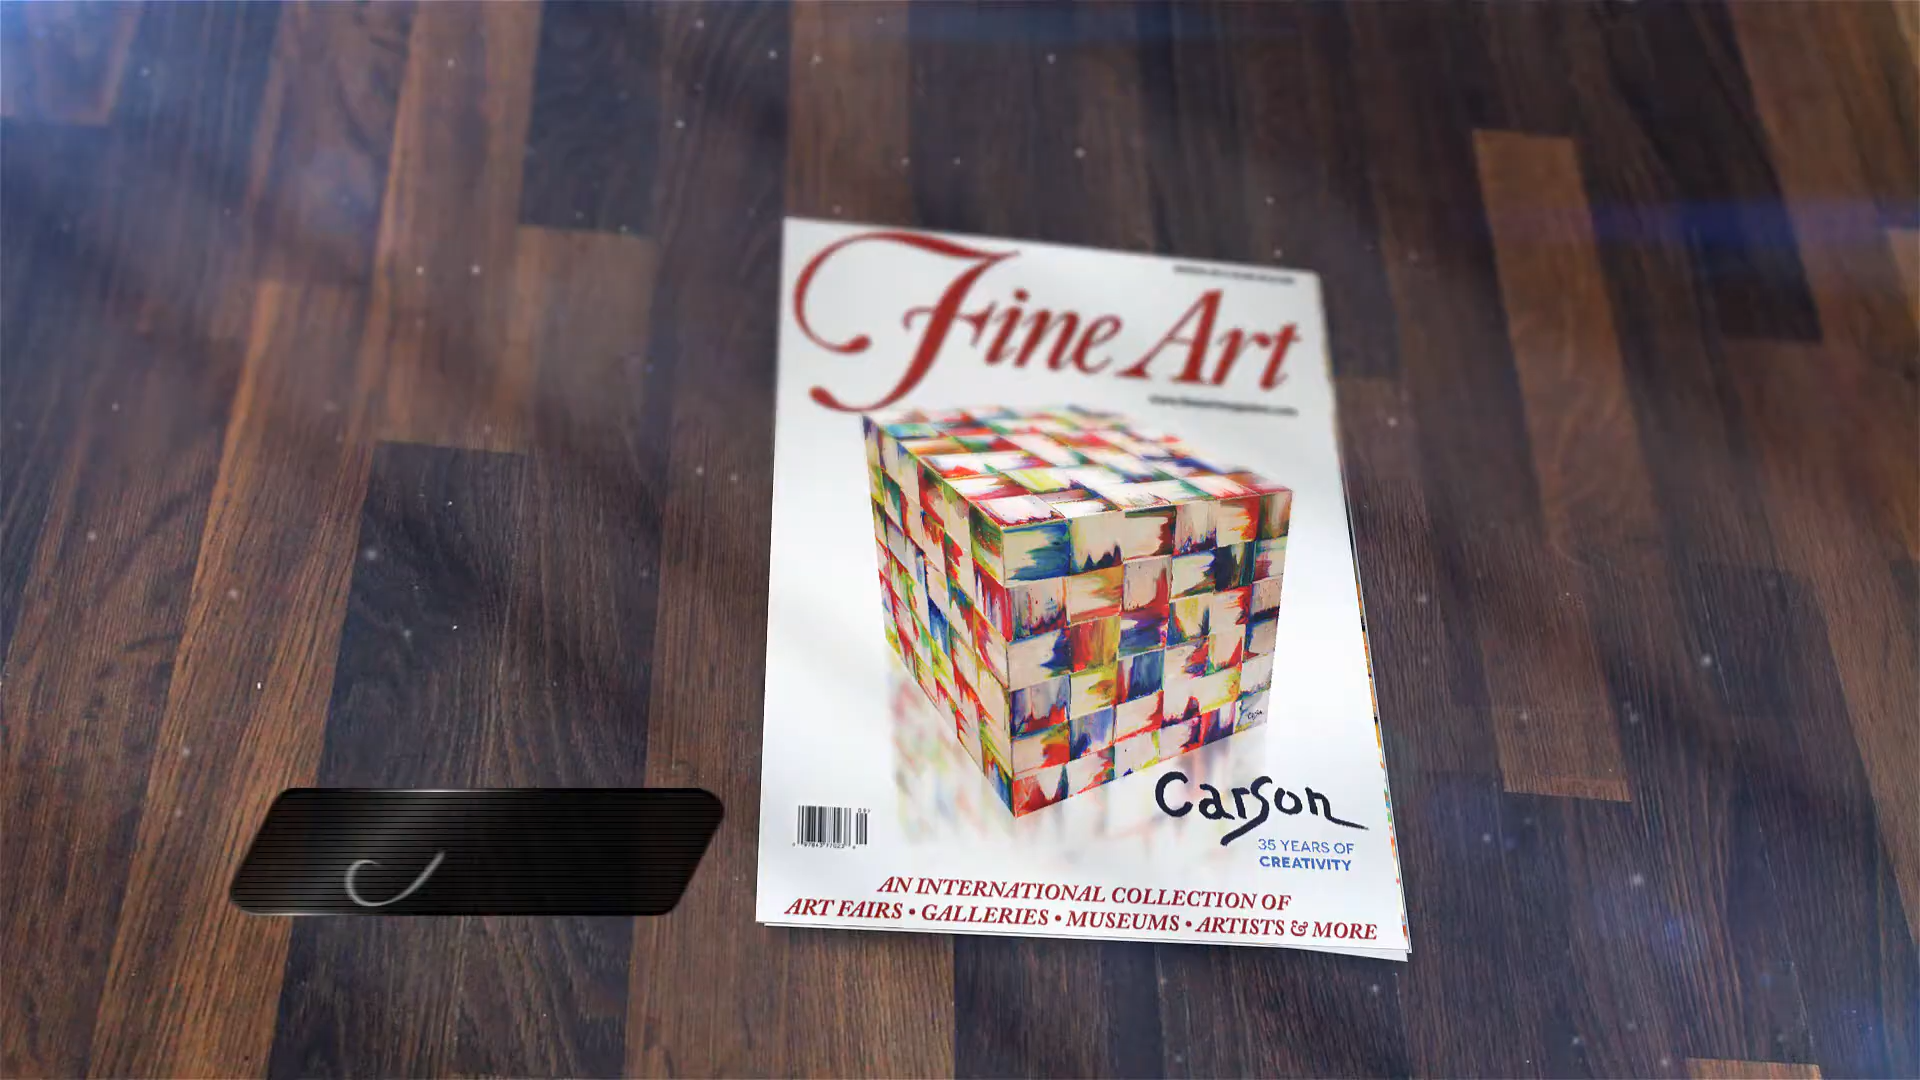 Fine Art
Carson
35 YEARS OF
CREATIVITY
AN INTERNATIONAL COLLECTION OF
ART FAIRS • GALLERIES • MUSEUMS • ARTISTS & MORE